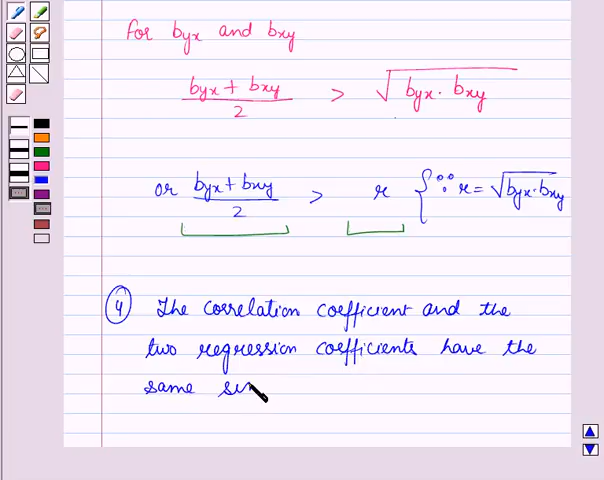 for byx and bxy
byx + bxy / 2 > √byx · bxy
or byx + bxy / 2 > r {∵ r = √byx · bxy
④ The correlation coefficient and the
two regression coefficients have the
same